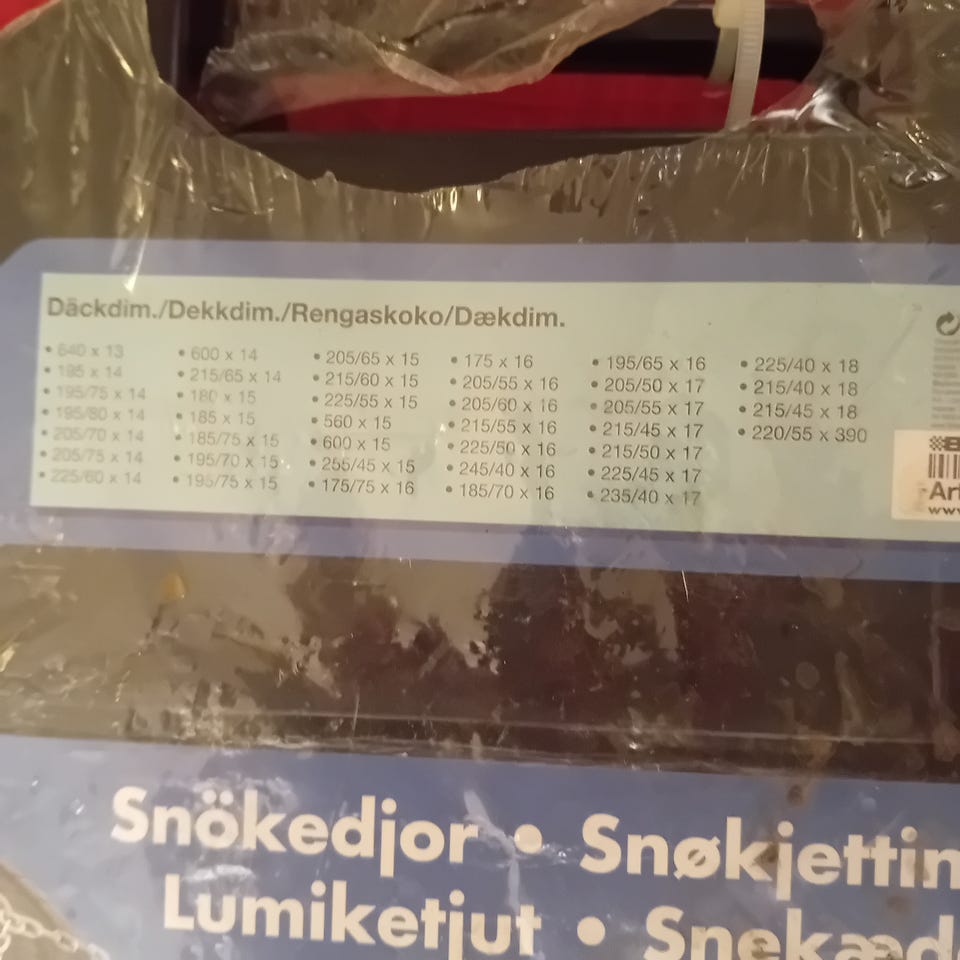 Däckdim./Dekkdim./Rengaskoko/Dækdim.
• 640 x 13
• 195 x 14
• 195/75 x 14
• 195/80 x 14
• 205/70 x 14
• 205/75 x 14
• 225/60 x 14
• 600 x 14
• 215/65 x 14
• 180 x 15
• 185 x 15
• 185/75 x 15
• 195/70 x 15
• 195/75 x 15
• 205/65 x 15
• 215/60 x 15
• 225/55 x 15
• 560 x 15
• 600 x 15
• 255/45 x 15
• 175/75 x 16
• 175 x 16
• 205/55 x 16
• 205/60 x 16
• 215/55 x 16
• 225/50 x 16
• 245/40 x 16
• 185/70 x 16
• 195/65 x 16
• 205/50 x 17
• 205/55 x 17
• 215/45 x 17
• 215/50 x 17
• 225/45 x 17
• 235/40 x 17
• 225/40 x 18
• 215/40 x 18
• 215/45 x 18
• 220/55 x 390
Art
www
Snökedjor • Snøkjettin
Lumiketjut • Snekæd